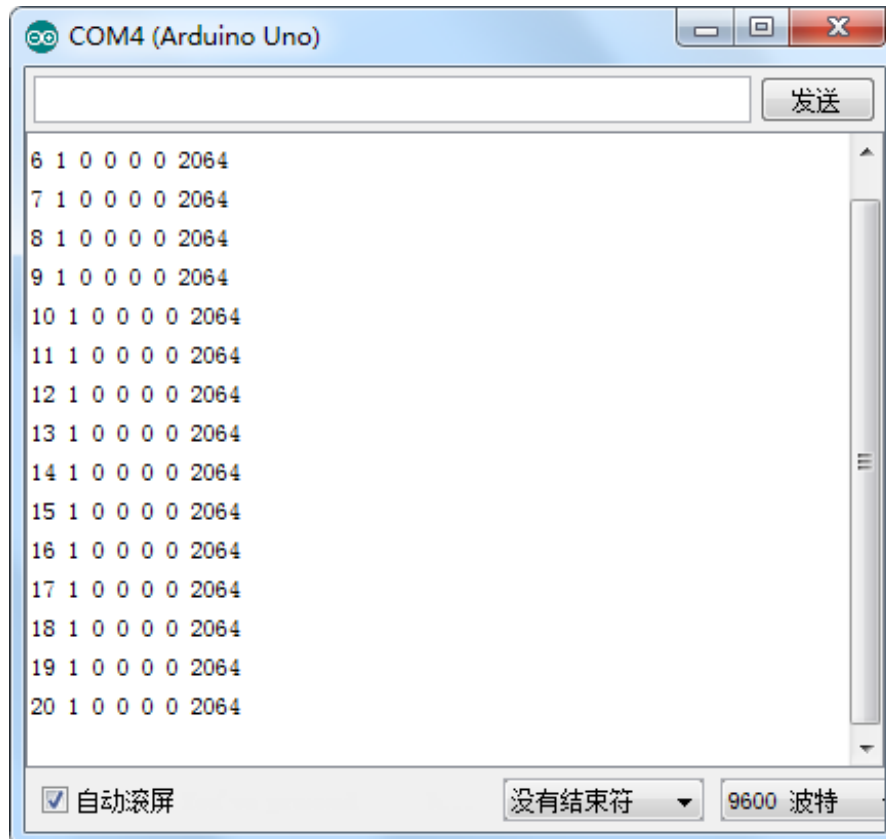 COM4 (Arduino Uno)
发送
6 1 0 0 0 0 2064
7 1 0 0 0 0 2064
8 1 0 0 0 0 2064
9 1 0 0 0 0 2064
10 1 0 0 0 0 2064
11 1 0 0 0 0 2064
12 1 0 0 0 0 2064
13 1 0 0 0 0 2064
14 1 0 0 0 0 2064
15 1 0 0 0 0 2064
16 1 0 0 0 0 2064
17 1 0 0 0 0 2064
18 1 0 0 0 0 2064
19 1 0 0 0 0 2064
20 1 0 0 0 0 2064
自动滚屏 没有结束符 9600 波特